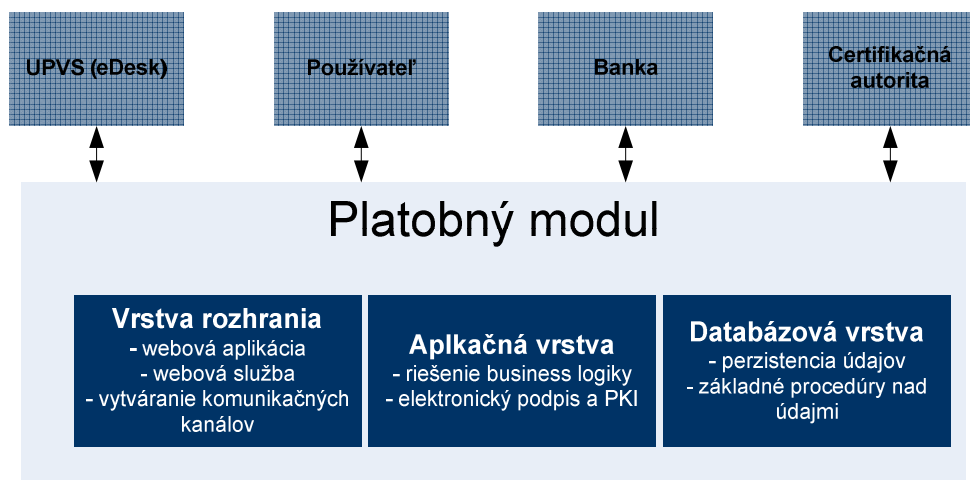 UPVS (eDesk)
Používateľ
Banka
Certifikačná
autorita
Platobný modul
Vrstva rozhrania
- webová aplikácia
- webová služba
- vytváranie komunikačných
kanálov
Aplkačná vrstva
- riešenie business logiky
- elektronický podpis a PKI
Databázová vrstva
- perzistencia údajov
- základné procedúry nad
údajmi